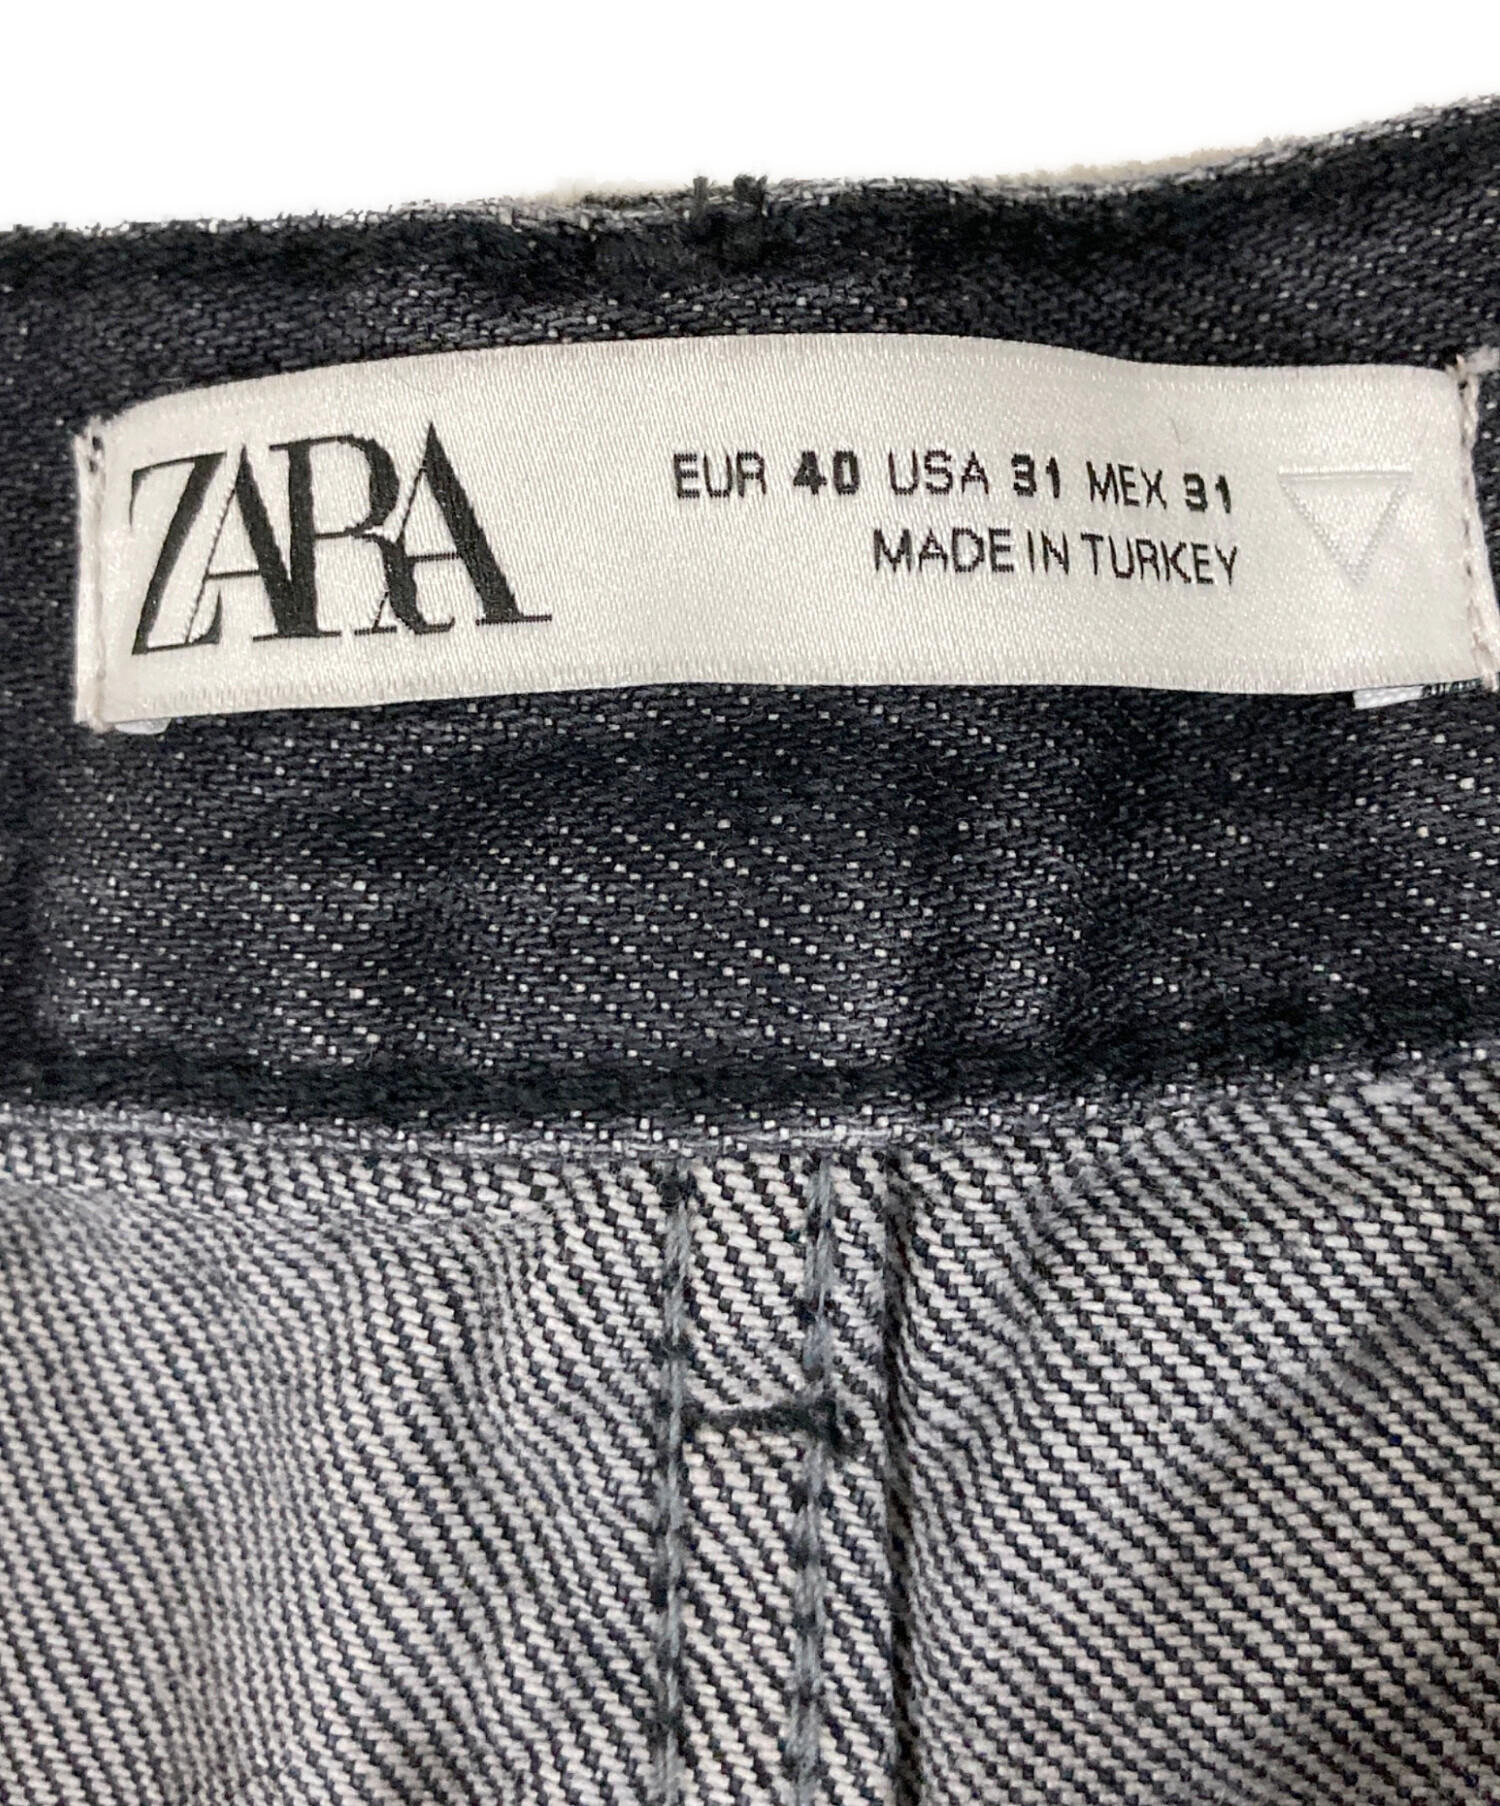 ZARA
EUR 40 USA 31 MEX 31
MADE IN TURKEY